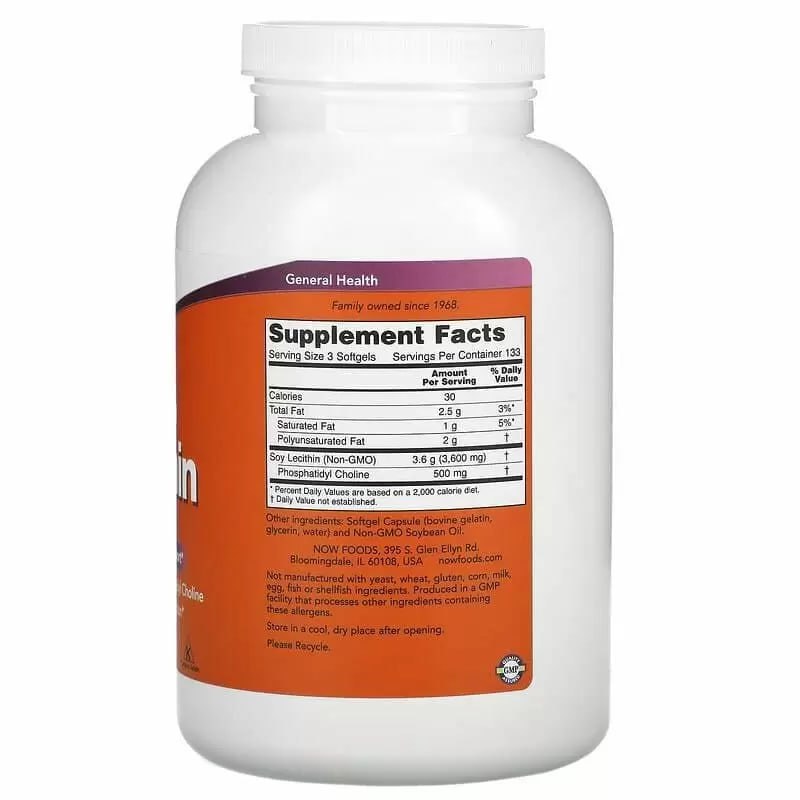 General Health
Family owned since 1968.
Supplement Facts
Serving Size 3 Softgels Servings Per Container 133
Amount Per Serving % Daily Value
Calories 30
Total Fat 2.5 g 3%*
Saturated Fat 1 g 5%*
Polyunsaturated Fat 2 g †
Soy Lecithin (Non-GMO) 3.6 g (3,600 mg) †
Phosphatidyl Choline 500 mg †
* Percent Daily Values are based on a 2,000 calorie diet.
† Daily Value not established.
Other ingredients: Softgel Capsule (bovine gelatin,
glycerin, water) and Non-GMO Soybean Oil.
NOW FOODS, 395 S. Glen Ellyn Rd.
Bloomingdale, IL 60108, USA nowfoods.com
Not manufactured with yeast, wheat, gluten, corn, milk,
egg, fish or shellfish ingredients. Produced in a GMP
facility that processes other ingredients containing
these allergens.
Store in a cool, dry place after opening.
Please Recycle.
GMP
in
Choline
K